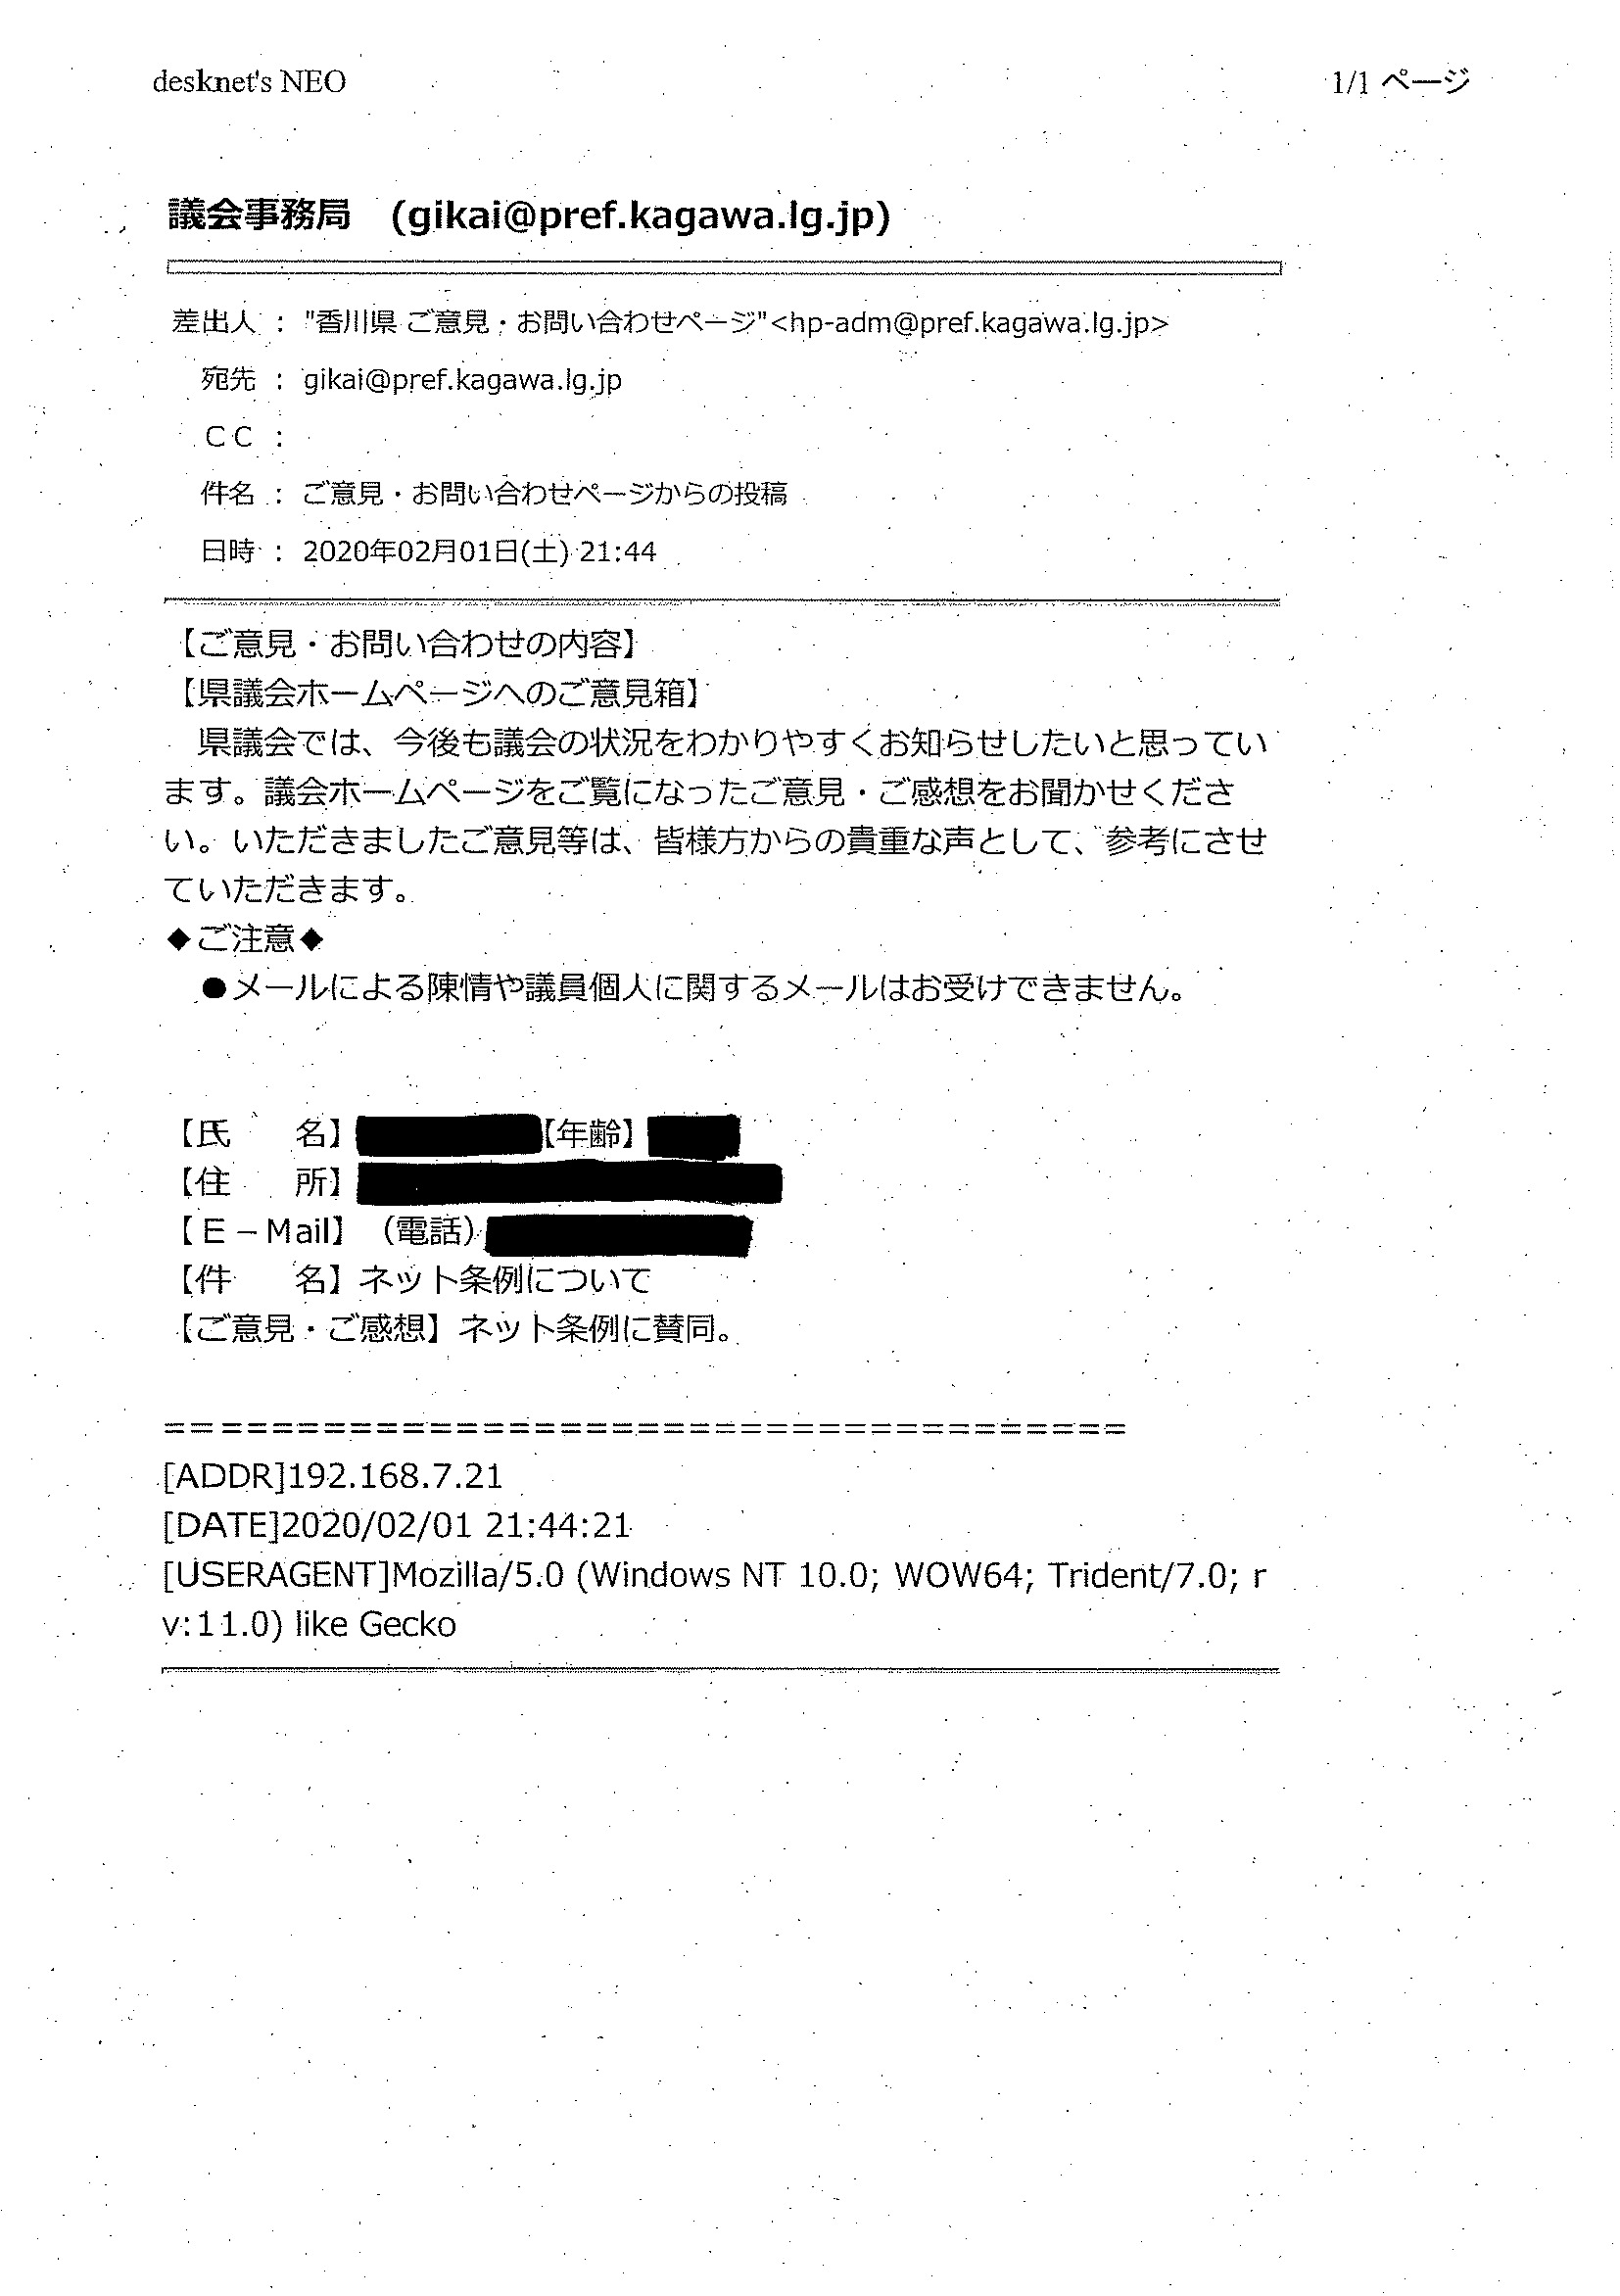 desknet's NEO
1/1 ページ
議会事務局　(gikai@pref.kagawa.lg.jp)
差出人 : "香川県 ご意見・お問い合わせページ"<hp-adm@pref.kagawa.lg.jp>
宛先 : gikai@pref.kagawa.lg.jp
ＣＣ :
件名 : ご意見・お問い合わせページからの投稿
日時 : 2020年02月01日(土) 21:44
【ご意見・お問い合わせの内容】
【県議会ホームページへのご意見箱】
　県議会では、今後も議会の状況をわかりやすくお知らせしたいと思ってい
ます。議会ホームページをご覧になったご意見・ご感想をお聞かせくださ
い。いただきましたご意見等は、皆様方からの貴重な声として、参考にさせ
ていただきます。
◆ご注意◆
　●メールによる陳情や議員個人に関するメールはお受けできません。
【氏　　名】【年齢】
【住　　所】
【Ｅ－Mail】（電話）
【件　　名】ネット条例について
【ご意見・ご感想】ネット条例に賛同。
=====================================
[ADDR]192.168.7.21
[DATE]2020/02/01 21:44:21
[USERAGENT]Mozilla/5.0 (Windows NT 10.0; WOW64; Trident/7.0; r
v:11.0) like Gecko